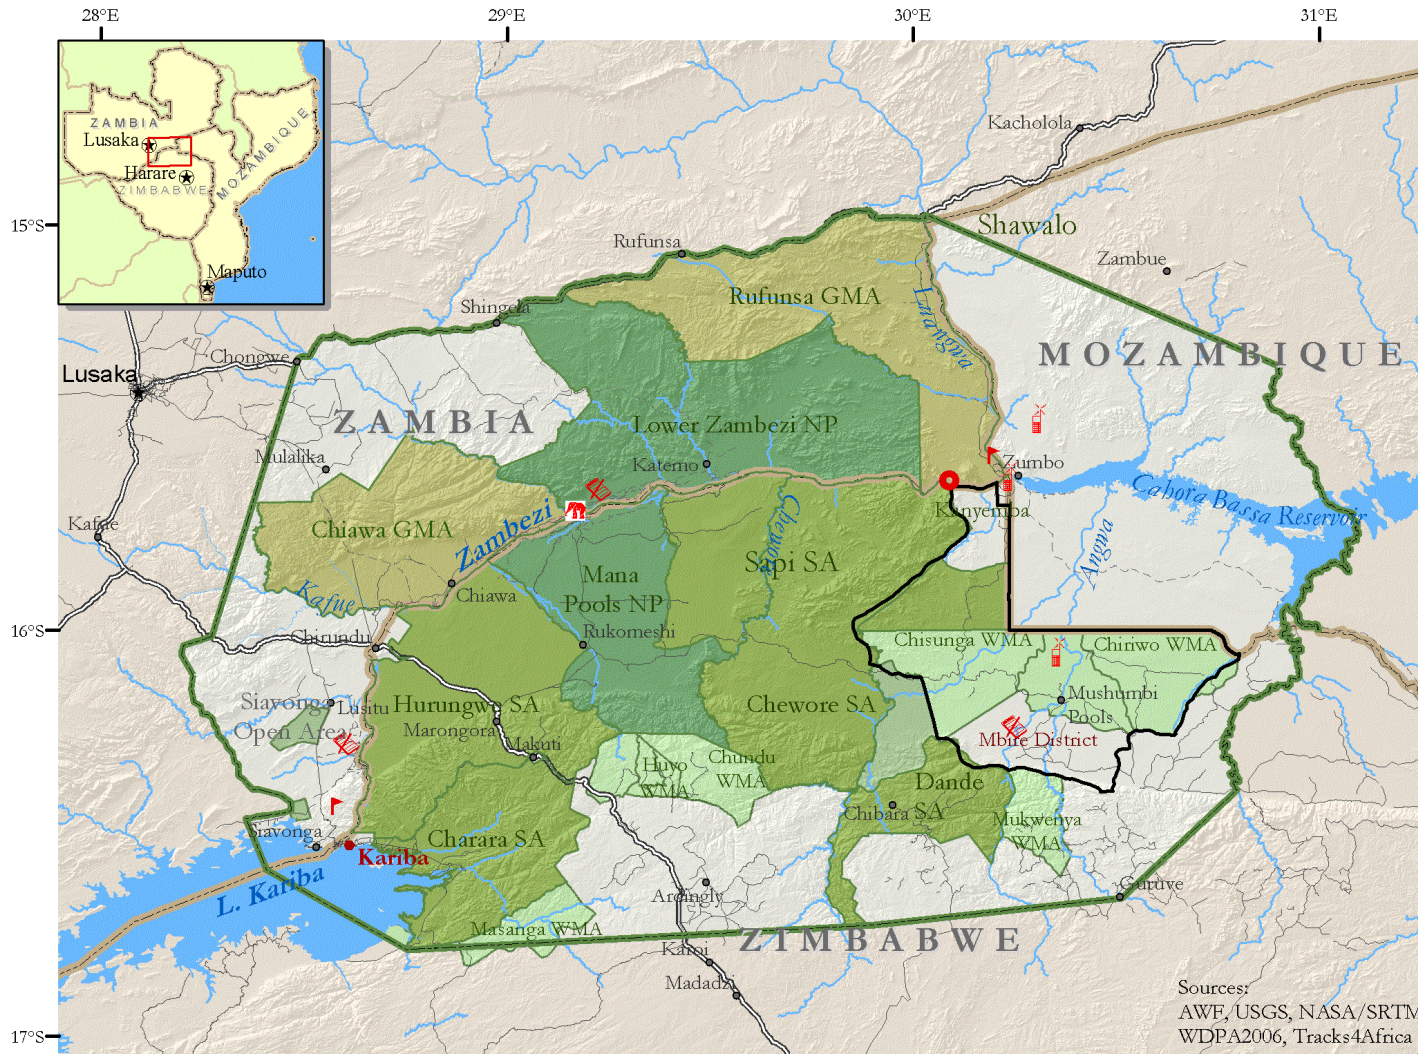 28°E
29°E
30°E
31°E
ZAMBIA
Lusaka
Harare
ZIMBABWE
MOZAMBIQUE
Maputo
Kacholola
15°S
Shawalo
Rufunsa
Zambue
Rufunsa GMA
Shingela
Luangwa
Chongwe
MOZAMBIQUE
Lusaka
ZAMBIA
Lower Zambezi NP
Mulalika
Katemo
Zumbo
Cahora Bassa Reservoir
Kafue
Chiawa GMA
Zambezi
Chewore
Kanyemba
Angwa
Sapi SA
Mana
Pools NP
Kafue
Chiawa
16°S
Chirundu
Rukomeshi
Chisunga WMA
Chiriwo WMA
Siavonga
Open Area
Lusitu
Hurungwe SA
Marongora
Makuti
Chewore SA
Mushumbi
Pools
Mbire District
Huvo
WMA
Chundu
WMA
Dande
SA
Chibara
Mukwenya
WMA
Siavonga
Kariba
Charara SA
L. Kariba
Ardingly
Guruve
Masanga WMA
Karoi
ZIMBABWE
Madadzi
17°S
Sources:
AWF, USGS, NASA/SRTM
WDPA2006, Tracks4Africa